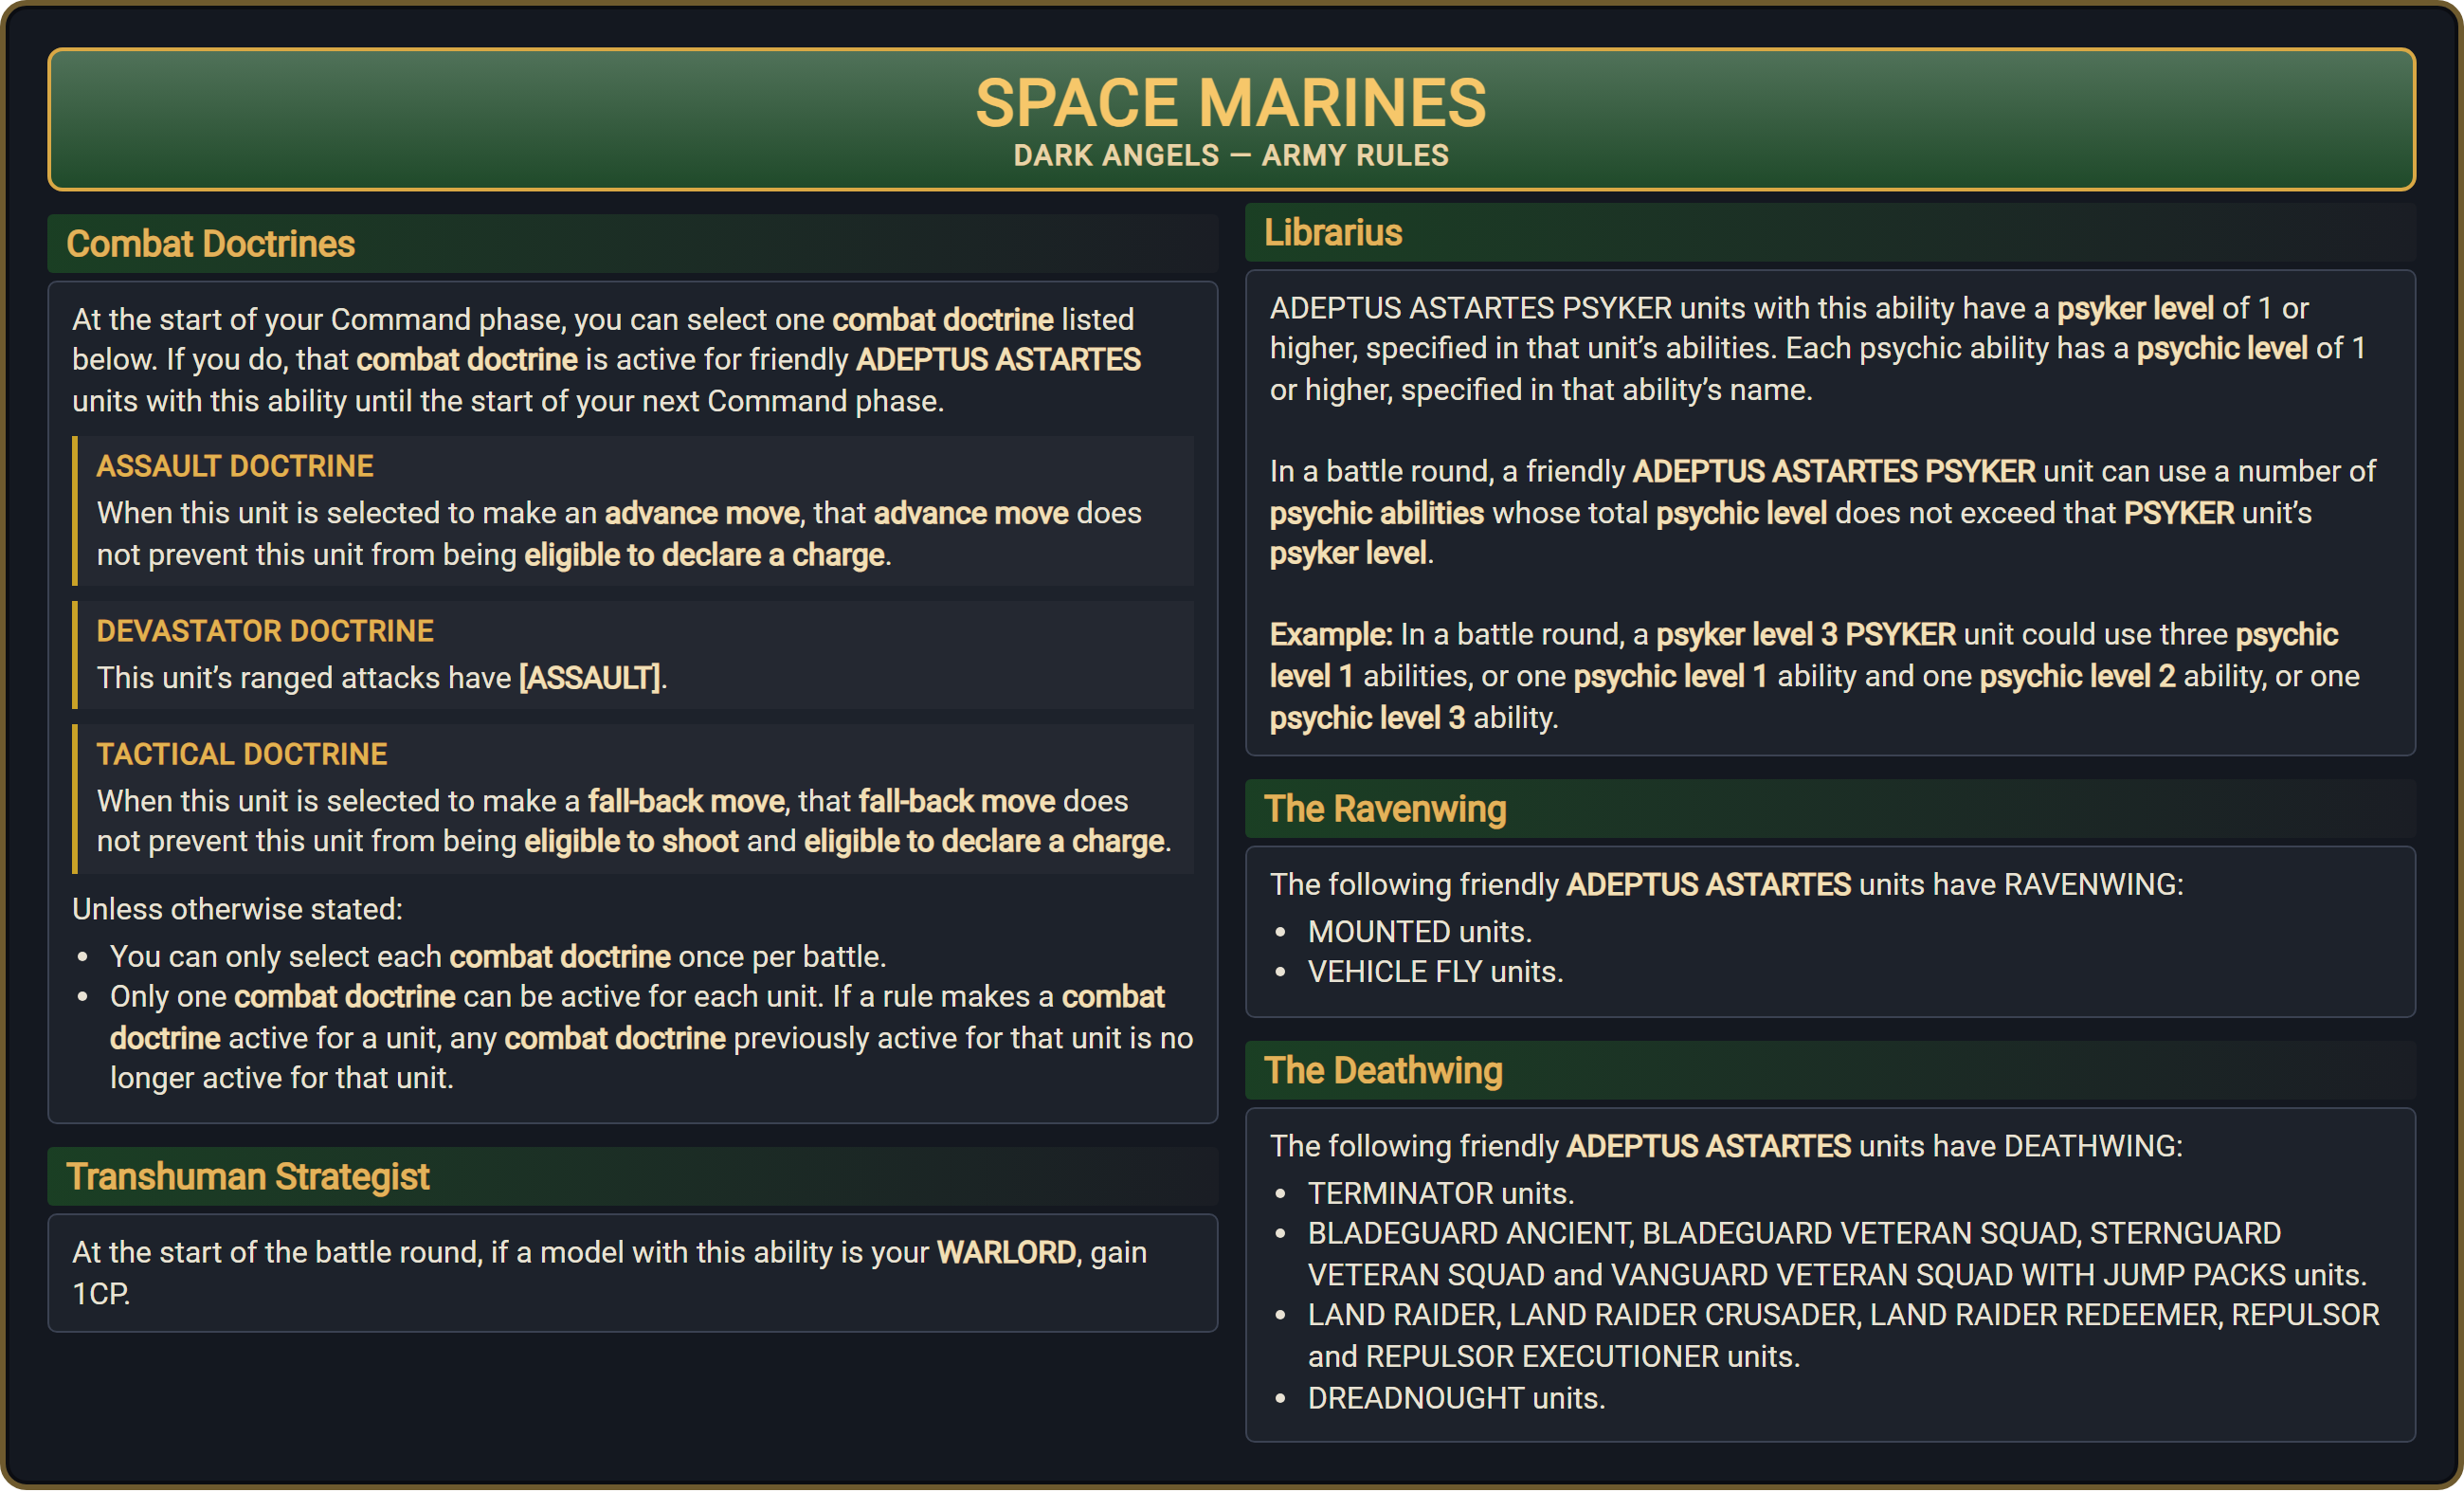 SPACE MARINES
DARK ANGELS — ARMY RULES
Combat Doctrines
At the start of your Command phase, you can select one combat doctrine listed
below. If you do, that combat doctrine is active for friendly ADEPTUS ASTARTES
units with this ability until the start of your next Command phase.
ASSAULT DOCTRINE
When this unit is selected to make an advance move, that advance move does
not prevent this unit from being eligible to declare a charge.
DEVASTATOR DOCTRINE
This unit’s ranged attacks have [ASSAULT].
TACTICAL DOCTRINE
When this unit is selected to make a fall-back move, that fall-back move does
not prevent this unit from being eligible to shoot and eligible to declare a charge.
Unless otherwise stated:
• You can only select each combat doctrine once per battle.
• Only one combat doctrine can be active for each unit. If a rule makes a combat
doctrine active for a unit, any combat doctrine previously active for that unit is no
longer active for that unit.
Transhuman Strategist
At the start of the battle round, if a model with this ability is your WARLORD, gain
1CP.
Librarius
ADEPTUS ASTARTES PSYKER units with this ability have a psyker level of 1 or
higher, specified in that unit’s abilities. Each psychic ability has a psychic level of 1
or higher, specified in that ability’s name.
In a battle round, a friendly ADEPTUS ASTARTES PSYKER unit can use a number of
psychic abilities whose total psychic level does not exceed that PSYKER unit’s
psyker level.
Example: In a battle round, a psyker level 3 PSYKER unit could use three psychic
level 1 abilities, or one psychic level 1 ability and one psychic level 2 ability, or one
psychic level 3 ability.
The Ravenwing
The following friendly ADEPTUS ASTARTES units have RAVENWING:
• MOUNTED units.
• VEHICLE FLY units.
The Deathwing
The following friendly ADEPTUS ASTARTES units have DEATHWING:
• TERMINATOR units.
• BLADEGUARD ANCIENT, BLADEGUARD VETERAN SQUAD, STERNGUARD
VETERAN SQUAD and VANGUARD VETERAN SQUAD WITH JUMP PACKS units.
• LAND RAIDER, LAND RAIDER CRUSADER, LAND RAIDER REDEEMER, REPULSOR
and REPULSOR EXECUTIONER units.
• DREADNOUGHT units.